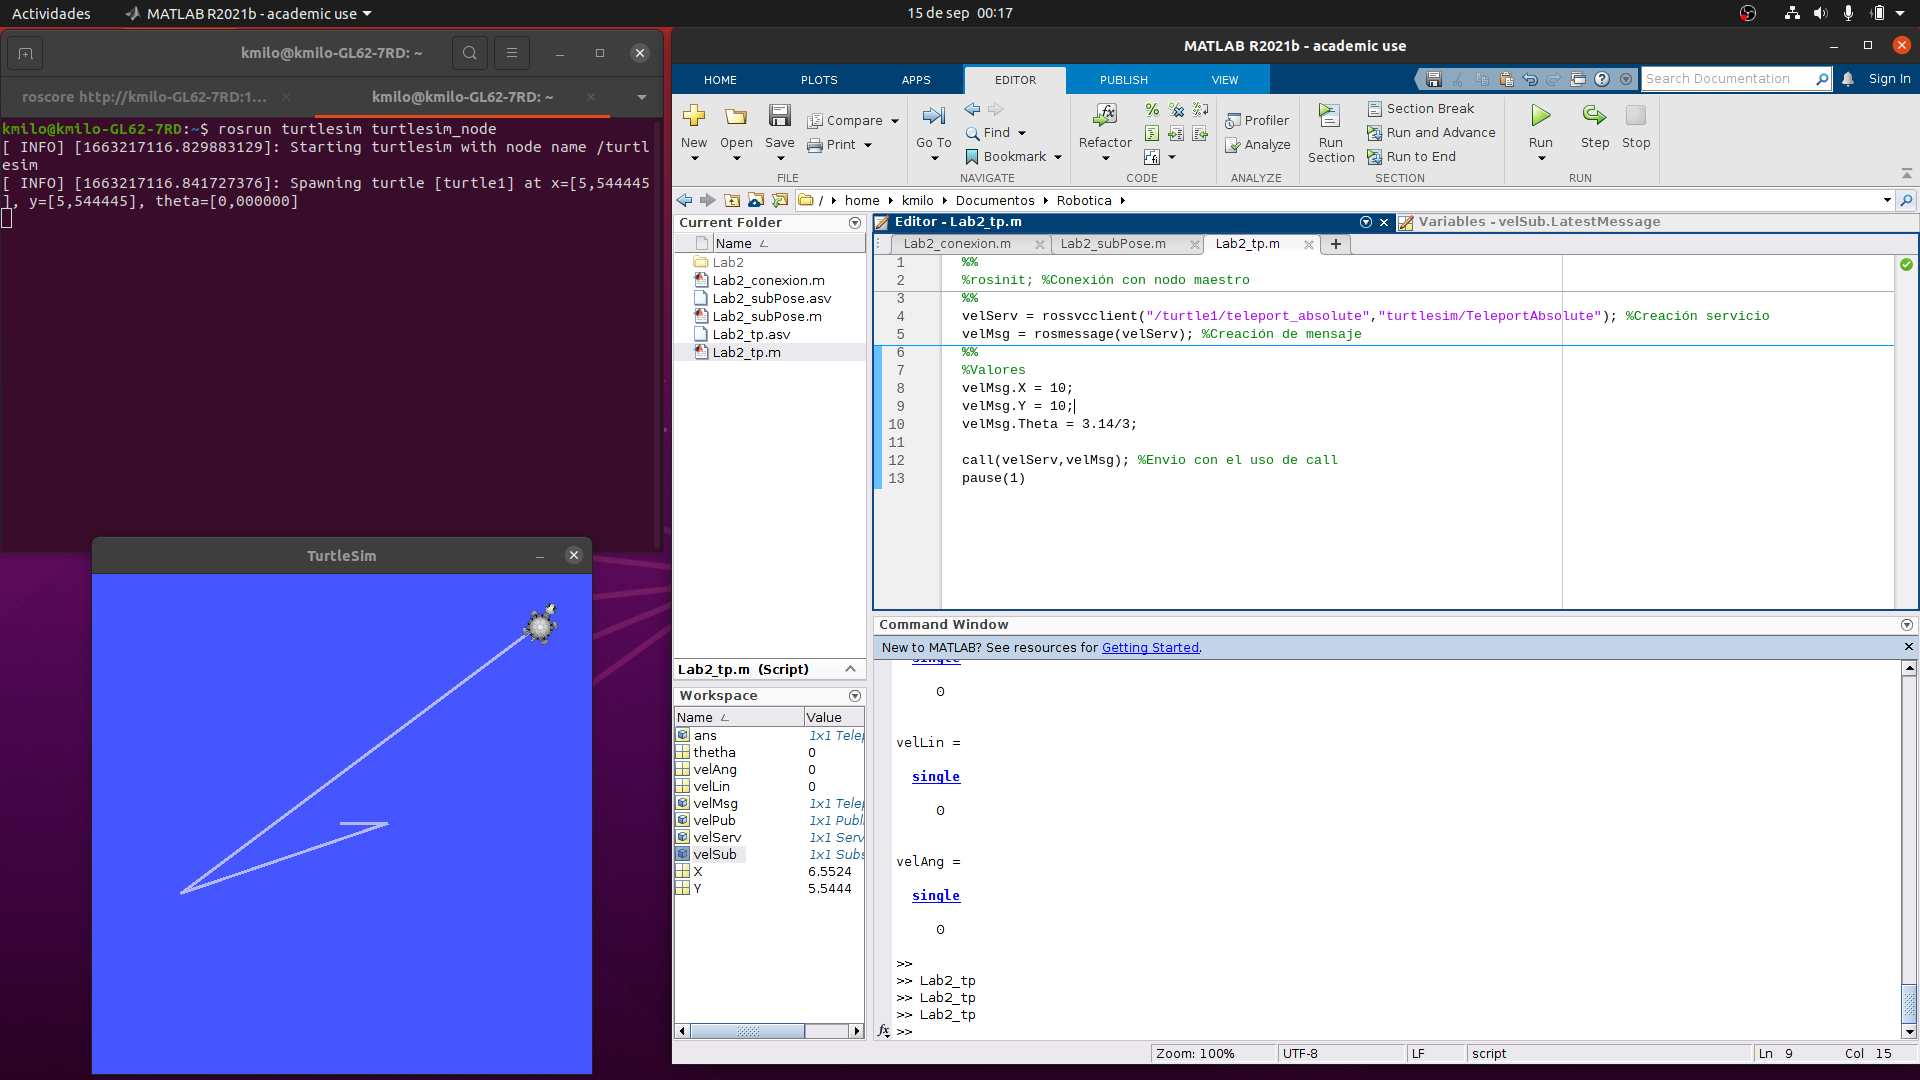 Actividades
MATLAB R2021b - academic use
15 de sep 00:17
kmilo@kmilo-GL62-7RD: ~
roscore http://kmilo-GL62-7RD:1...
kmilo@kmilo-GL62-7RD: ~
kmilo@kmilo-GL62-7RD:~$ rosrun turtlesim turtlesim_node
[ INFO] [1663217116.829883129]: Starting turtlesim with node name /turtl
esim
[ INFO] [1663217116.841727376]: Spawning turtle [turtle1] at x=[5,544445
], y=[5,544445], theta=[0,000000]
TurtleSim
MATLAB R2021b - academic use
HOME PLOTS APPS EDITOR PUBLISH VIEW
Search Documentation
Sign In
New Open Save
Compare
Print
FILE
Go To
Find
Bookmark
NAVIGATE
Refactor
CODE
Profiler
Analyze
ANALYZE
Run Section
Section Break
Run and Advance
Run to End
SECTION
Run Step Stop
RUN
/ home kmilo Documentos Robotica
Current Folder
Name
Lab2
Lab2_conexion.m
Lab2_subPose.asv
Lab2_subPose.m
Lab2_tp.asv
Lab2_tp.m
Lab2_tp.m (Script)
Workspace
Name Value
ans 1x1 Telep
thetha 0
velAng 0
velLin 0
velMsg 1x1 Telep
velPub 1x1 Publ
velServ 1x1 Serv
velSub 1x1 Subs
X 6.5524
Y 5.5444
Editor - Lab2_tp.m
Variables - velSub.LatestMessage
Lab2_conexion.m Lab2_subPose.m Lab2_tp.m
1 %%
2 %rosinit; %Conexión con nodo maestro
3 %%
4 velServ = rossvcclient("/turtle1/teleport_absolute","turtlesim/TeleportAbsolute"); %Creación servicio
5 velMsg = rosmessage(velServ); %Creación de mensaje
6 %%
7 %Valores
8 velMsg.X = 10;
9 velMsg.Y = 10;
10 velMsg.Theta = 3.14/3;
11
12 call(velServ,velMsg); %Envio con el uso de call
13 pause(1)
Command Window
New to MATLAB? See resources for Getting Started.
single
0
velLin =
single
0
velAng =
single
0
>>
>> Lab2_tp
>> Lab2_tp
>> Lab2_tp
fx >>
Zoom: 100% UTF-8 LF script Ln 9 Col 15